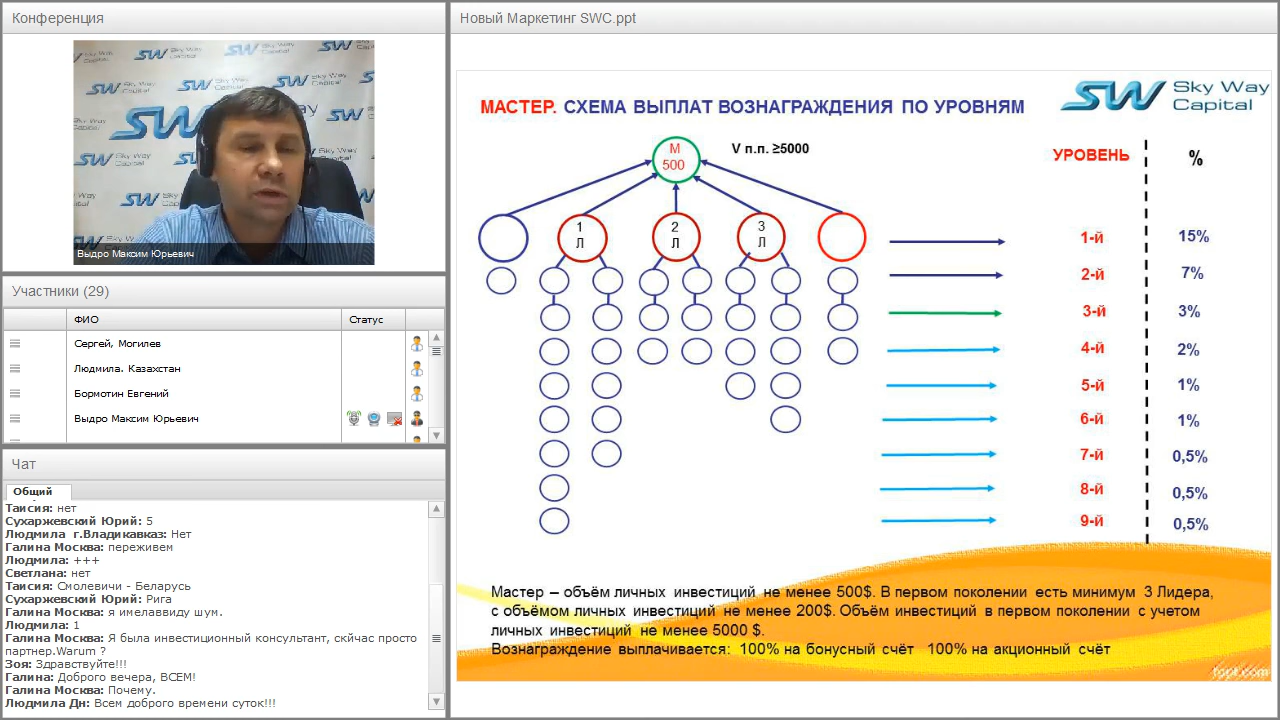 Конференция
Выдро Максим Юрьевич
Участники (29)
ФИО Статус
Сергей, Могилев
Людмила. Казахстан
Бормотин Евгений
Выдро Максим Юрьевич
Чат
Общий
Таисия: нет
Сухаржевский Юрий: 5
Людмила г.Владикавказ: Нет
Галина Москва: переживем
Людмила: +++
Светлана: нет
Таисия: Смолевичи - Беларусь
Сухаржевский Юрий: Рига
Галина Москва: я имелаввиду шум.
Людмила: 1
Галина Москва: Я была инвестиционный консультант, скйчас просто
партнер.Warum ?
Зоя: Здравствуйте!!!
Галина: Доброго вечера, ВСЕМ!
Галина Москва: Почему.
Людмила Дн: Всем доброго времени суток!!!
Новый Маркетинг SWC.ppt
SW Sky Way
Capital
МАСТЕР. СХЕМА ВЫПЛАТ ВОЗНАГРАЖДЕНИЯ ПО УРОВНЯМ
М
500
V п.п. ≥5000
УРОВЕНЬ %
1
Л
2
Л
3
Л
1-й 15%
2-й 7%
3-й 3%
4-й 2%
5-й 1%
6-й 1%
7-й 0,5%
8-й 0,5%
9-й 0,5%
Мастер – объём личных инвестиций не менее 500$. В первом поколении есть минимум 3 Лидера,
с объёмом личных инвестиций не менее 200$. Объём инвестиций в первом поколении с учетом
личных инвестиций не менее 5000 $.
Вознаграждение выплачивается: 100% на бонусный счёт 100% на акционный счёт
fppt.com